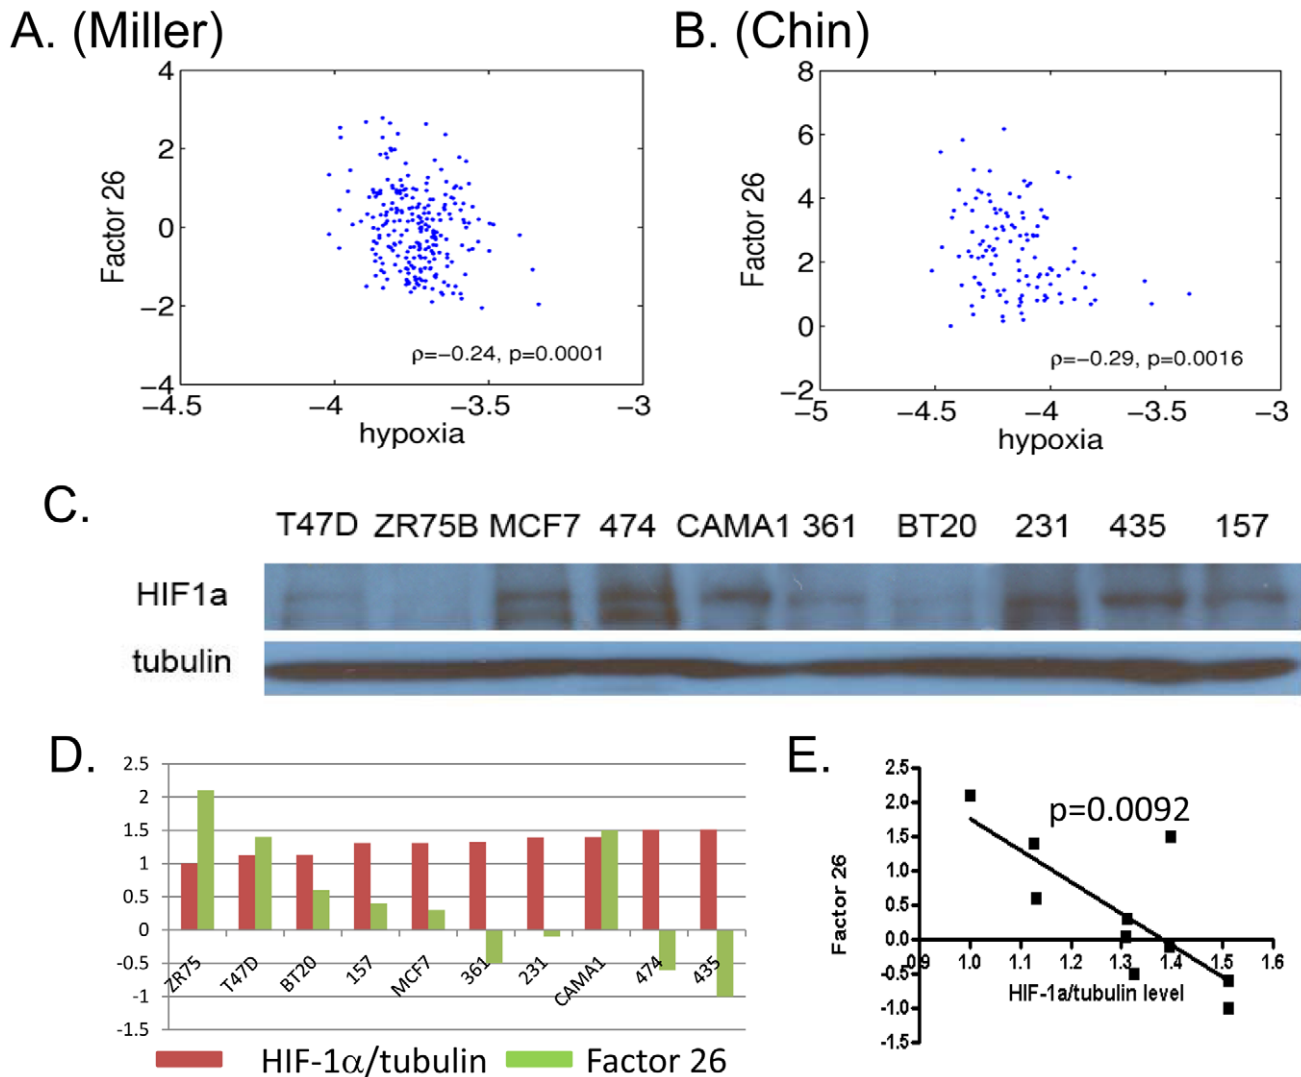 A. (Miller)
4
2
0
−2
−4
Factor 26
ρ=−0.24, p=0.0001
−4.5 −4 −3.5 −3
hypoxia
B. (Chin)
8
6
4
2
0
−2
Factor 26
ρ=−0.29, p=0.0016
−5 −4.5 −4 −3.5 −3
hypoxia
C.
T47D ZR75B MCF7 474 CAMA1 361 BT20 231 435 157
HIF1a
tubulin
D.
2.5
2
1.5
1
0.5
0
-0.5
-1
-1.5
ZR75 T47D BT20 157 MCF7 361 231 CAMA1 474 435
HIF-1α/tubulin Factor 26
E.
2.5
2.0
1.5
1.0
0.5
0.0
-0.5
-1.0
-1.5
Factor 26
p=0.0092
0.9 1.0 1.1 1.2 1.3 1.4 1.5 1.6
HIF-1a/tubulin level